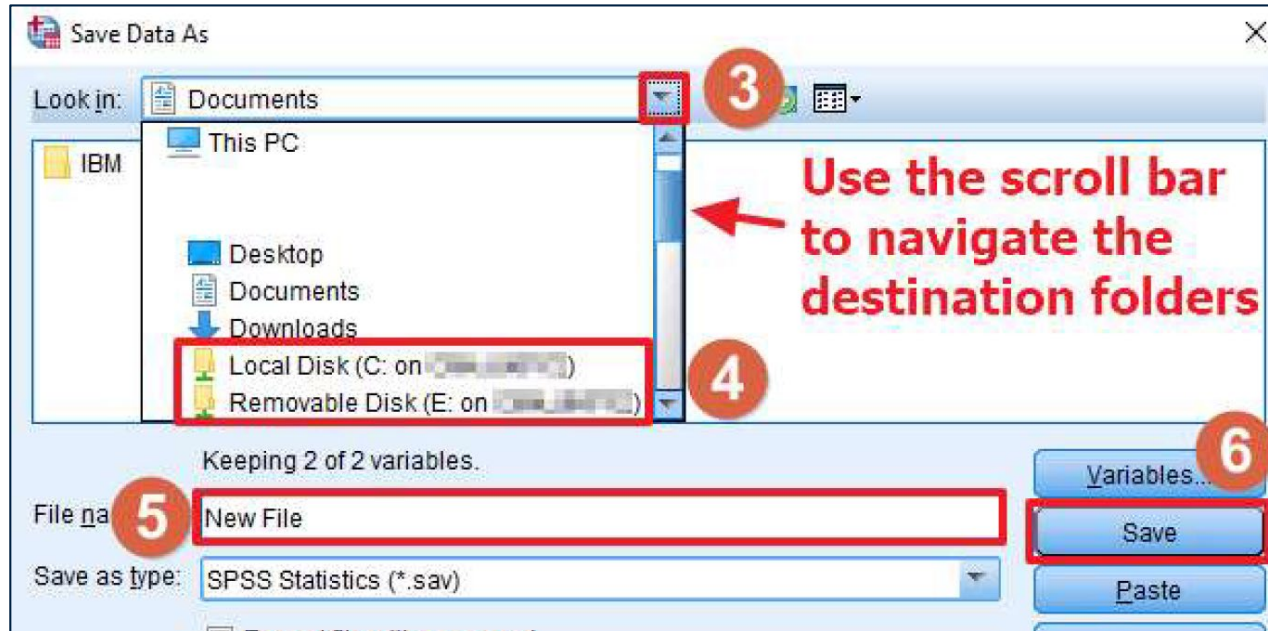 Save Data As
Look in: Documents
3
This PC
IBM
Use the scroll bar
to navigate the
destination folders
Desktop
Documents
Downloads
Local Disk (C: on )
Removable Disk (E: on )
4
Keeping 2 of 2 variables.
Variables...
6
File na
5
New File
Save
Save as type: SPSS Statistics (*.sav)
Paste